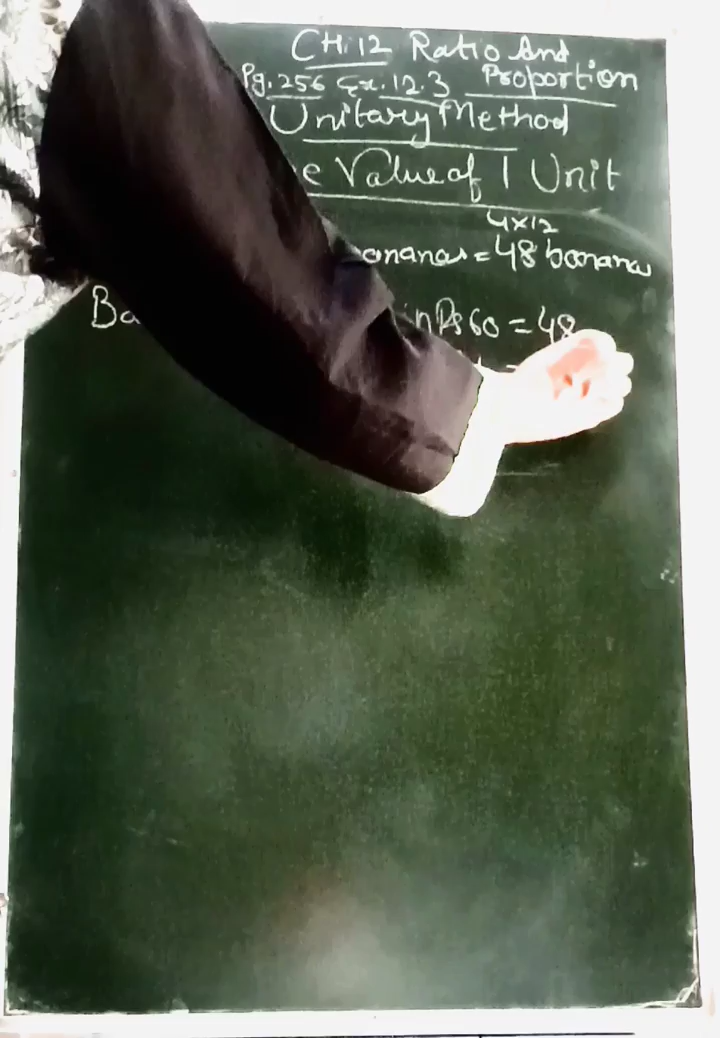 CH: 12 Ratio And
Pg. 256 Ex. 12.3 Proportion
Unitary Method
e Value of 1 Unit
4x12
ananas = 48 banana
Ba in Rs 60 = 48